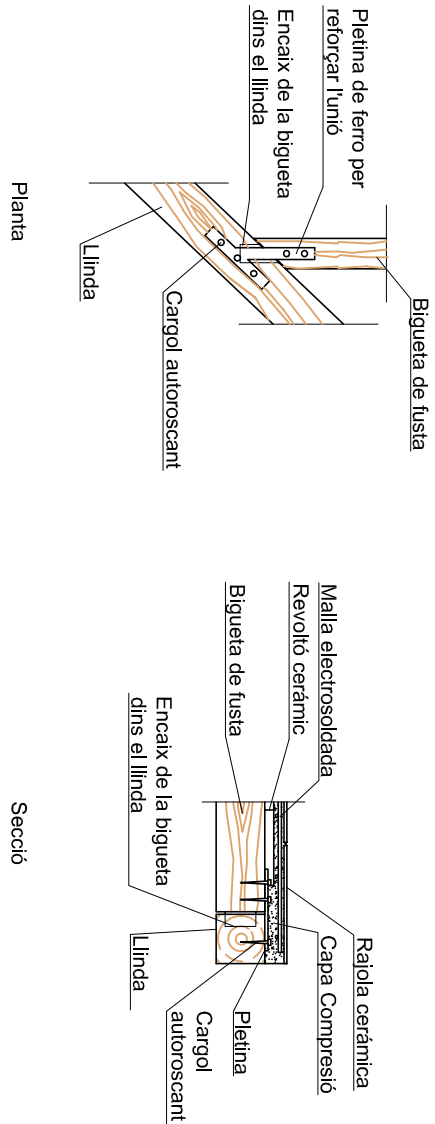 Pletina de ferro per
reforçar l'unió
Encaix de la bigueta
dins el llinda
Bigueta de fusta
Cargol autoroscant
Llinda
Planta
Malla electrosoldada
Revoltó cerámic
Bigueta de fusta
Encaix de la bigueta
dins el llinda
Rajola cerámica
Capa Compresió
Pletina
Cargol
autoroscant
Llinda
Secció